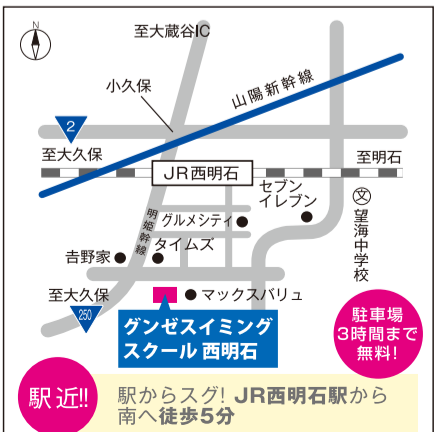 N
至大蔵谷IC
小久保
山陽新幹線
2
至大久保
JR西明石
至明石
セブン
イレブン
文
望海中学校
グルメシティ
明姫幹線
タイムズ
𠮷野家
至大久保
マックスバリュ
250
グンゼスイミング
スクール 西明石
駐車場
3時間まで
無料!
駅近!!
駅からスグ! JR西明石駅から
南へ徒歩5分